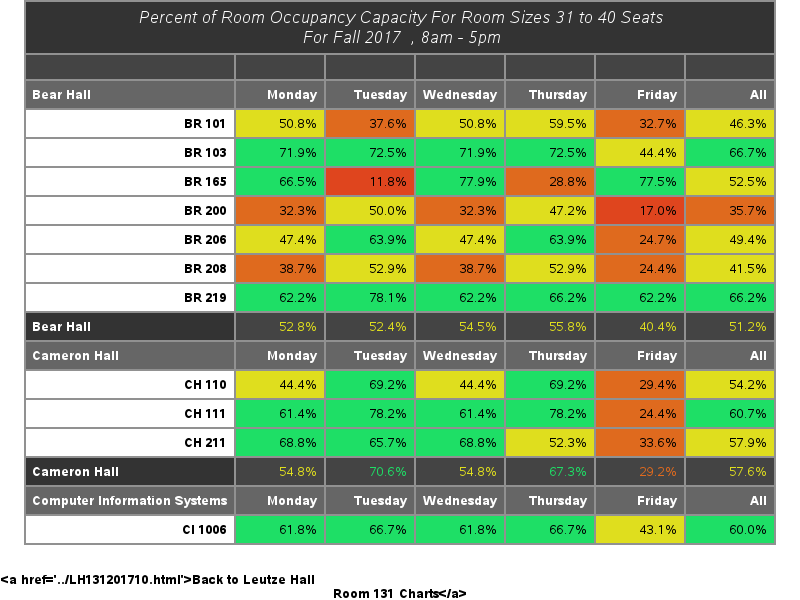 Percent of Room Occupancy Capacity For Room Sizes 31 to 40 Seats
For Fall 2017 , 8am - 5pm
Bear Hall Monday Tuesday Wednesday Thursday Friday All
BR 101 50.8% 37.6% 50.8% 59.5% 32.7% 46.3%
BR 103 71.9% 72.5% 71.9% 72.5% 44.4% 66.7%
BR 165 66.5% 11.8% 77.9% 28.8% 77.5% 52.5%
BR 200 32.3% 50.0% 32.3% 47.2% 17.0% 35.7%
BR 206 47.4% 63.9% 47.4% 63.9% 24.7% 49.4%
BR 208 38.7% 52.9% 38.7% 52.9% 24.4% 41.5%
BR 219 62.2% 78.1% 62.2% 66.2% 62.2% 66.2%
Bear Hall 52.8% 52.4% 54.5% 55.8% 40.4% 51.2%
Cameron Hall Monday Tuesday Wednesday Thursday Friday All
CH 110 44.4% 69.2% 44.4% 69.2% 29.4% 54.2%
CH 111 61.4% 78.2% 61.4% 78.2% 24.4% 60.7%
CH 211 68.8% 65.7% 68.8% 52.3% 33.6% 57.9%
Cameron Hall 54.8% 70.6% 54.8% 67.3% 29.2% 57.6%
Computer Information Systems Monday Tuesday Wednesday Thursday Friday All
CI 1006 61.8% 66.7% 61.8% 66.7% 43.1% 60.0%
&lt;a href='../LH131201710.html'&gt;Back to Leutze Hall
Room 131 Charts&lt;/a&gt;